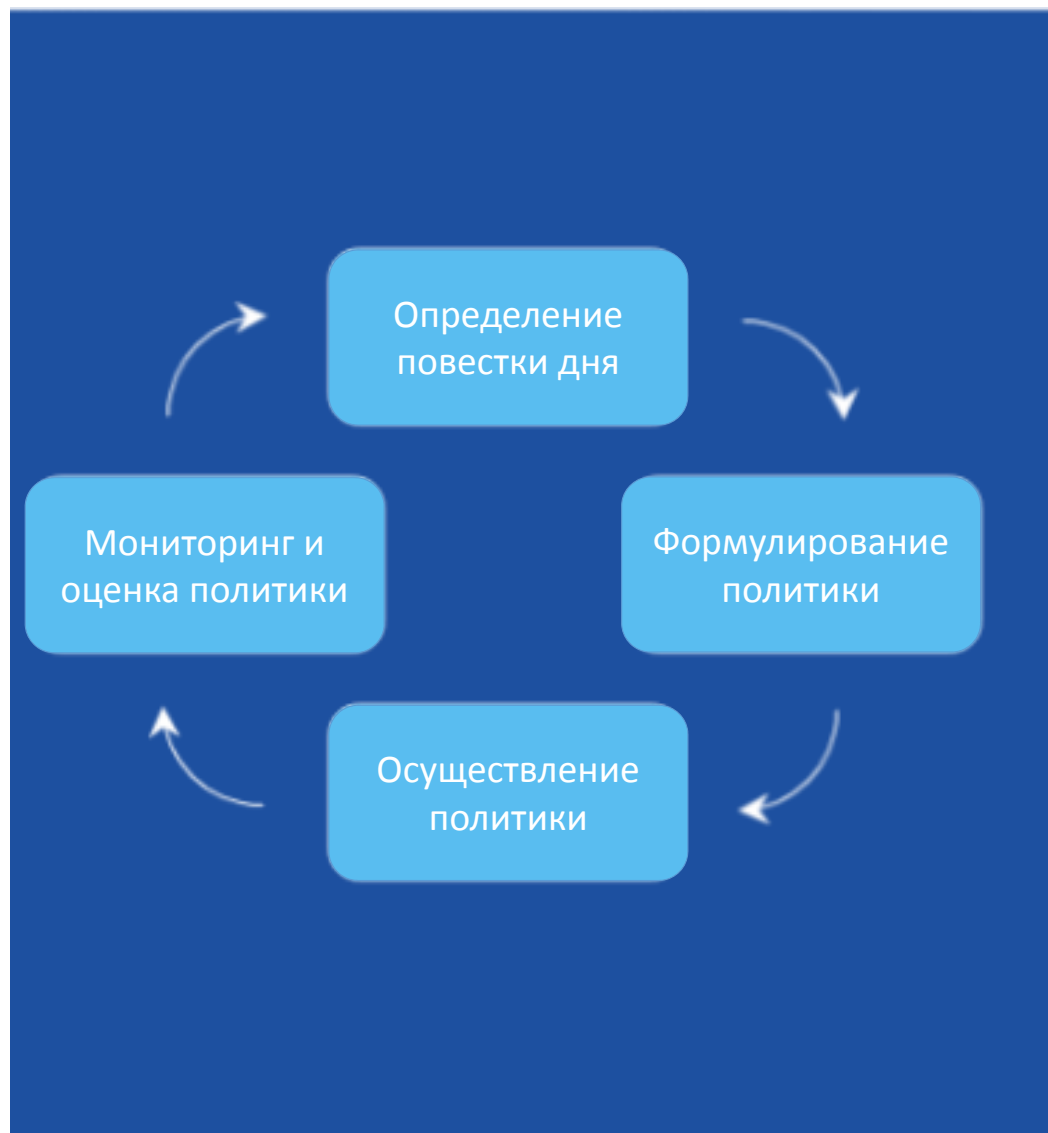 Определение
повестки дня
Формулирование
политики
Осуществление
политики
Мониторинг и
оценка политики